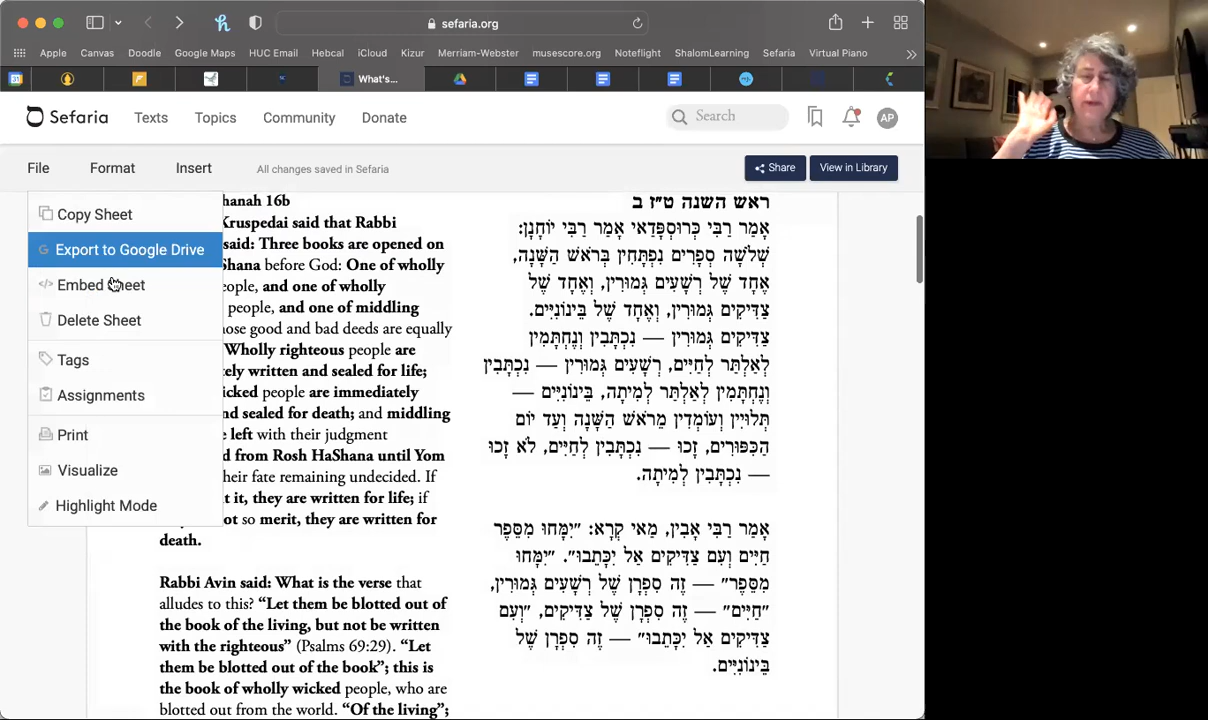 sefaria.org
Apple Canvas Doodle Google Maps HUC Email Hebcal iCloud Kizur Merriam-Webster musescore.org Noteflight ShalomLearning Sefaria Virtual Piano
31 What's...
Sefaria Texts Topics Community Donate Search AP
File Format Insert All changes saved in Sefaria Share View in Library
Copy Sheet
Export to Google Drive
Embed Sheet
Delete Sheet
Tags
Assignments
Print
Visualize
Highlight Mode
hanah 16b
Kruspedai said that Rabbi
said: Three books are opened on
Shana before God: One of wholly
eople, and one of wholly
people, and one of middling
hose good and bad deeds are equally
Wholly righteous people are
tely written and sealed for life;
icked people are immediately
nd sealed for death; and middling
e left with their judgment
d from Rosh HaShana until Yom
heir fate remaining undecided. If
t it, they are written for life; if
ot so merit, they are written for
death.
Rabbi Avin said: What is the verse that
alludes to this? “Let them be blotted out of
the book of the living, but not be written
with the righteous” (Psalms 69:29). “Let
them be blotted out of the book”; this is
the book of wholly wicked people, who are
blotted out from the world. “Of the living”;
ראש השנה ט״ז ב
אָמַר רַבִּי כְּרוּסְפָּדַאי אָמַר רַבִּי יוֹחָנָן:
שְׁלֹשָׁה סְפָרִים נִפְתָּחִין בְּרֹאשׁ הַשָּׁנָה,
אֶחָד שֶׁל רְשָׁעִים גְּמוּרִין, וְאֶחָד שֶׁל
צַדִּיקִים גְּמוּרִין, וְאֶחָד שֶׁל בֵּינוֹנִיִּים.
צַדִּיקִים גְּמוּרִין — נִכְתָּבִין וְנֶחְתָּמִין
לְאַלְתַּר לְחַיִּים, רְשָׁעִים גְּמוּרִין — נִכְתָּבִין
וְנֶחְתָּמִין לְאַלְתַּר לְמִיתָה, בֵּינוֹנִיִּים —
תְּלוּיִין וְעוֹמְדִין מֵרֹאשׁ הַשָּׁנָה וְעַד יוֹם
הַכִּפּוּרִים, זָכוּ — נִכְתָּבִין לְחַיִּים, לֹא זָכוּ
— נִכְתָּבִין לְמִיתָה.
אָמַר רַבִּי אָבִין, מַאי קְרָא: ״יִמָּחוּ מִסֵּפֶר
חַיִּים וְעִם צַדִּיקִים אַל יִכָּתֵבוּ״. ״יִמָּחוּ
מִסֵּפֶר״ — זֶה סִפְרָן שֶׁל רְשָׁעִים גְּמוּרִין,
״חַיִּים״ — זֶה סִפְרָן שֶׁל צַדִּיקִים, ״וְעִם
צַדִּיקִים אַל יִכָּתֵבוּ״ — זֶה סִפְרָן שֶׁל
בֵּינוֹנִיִּים.